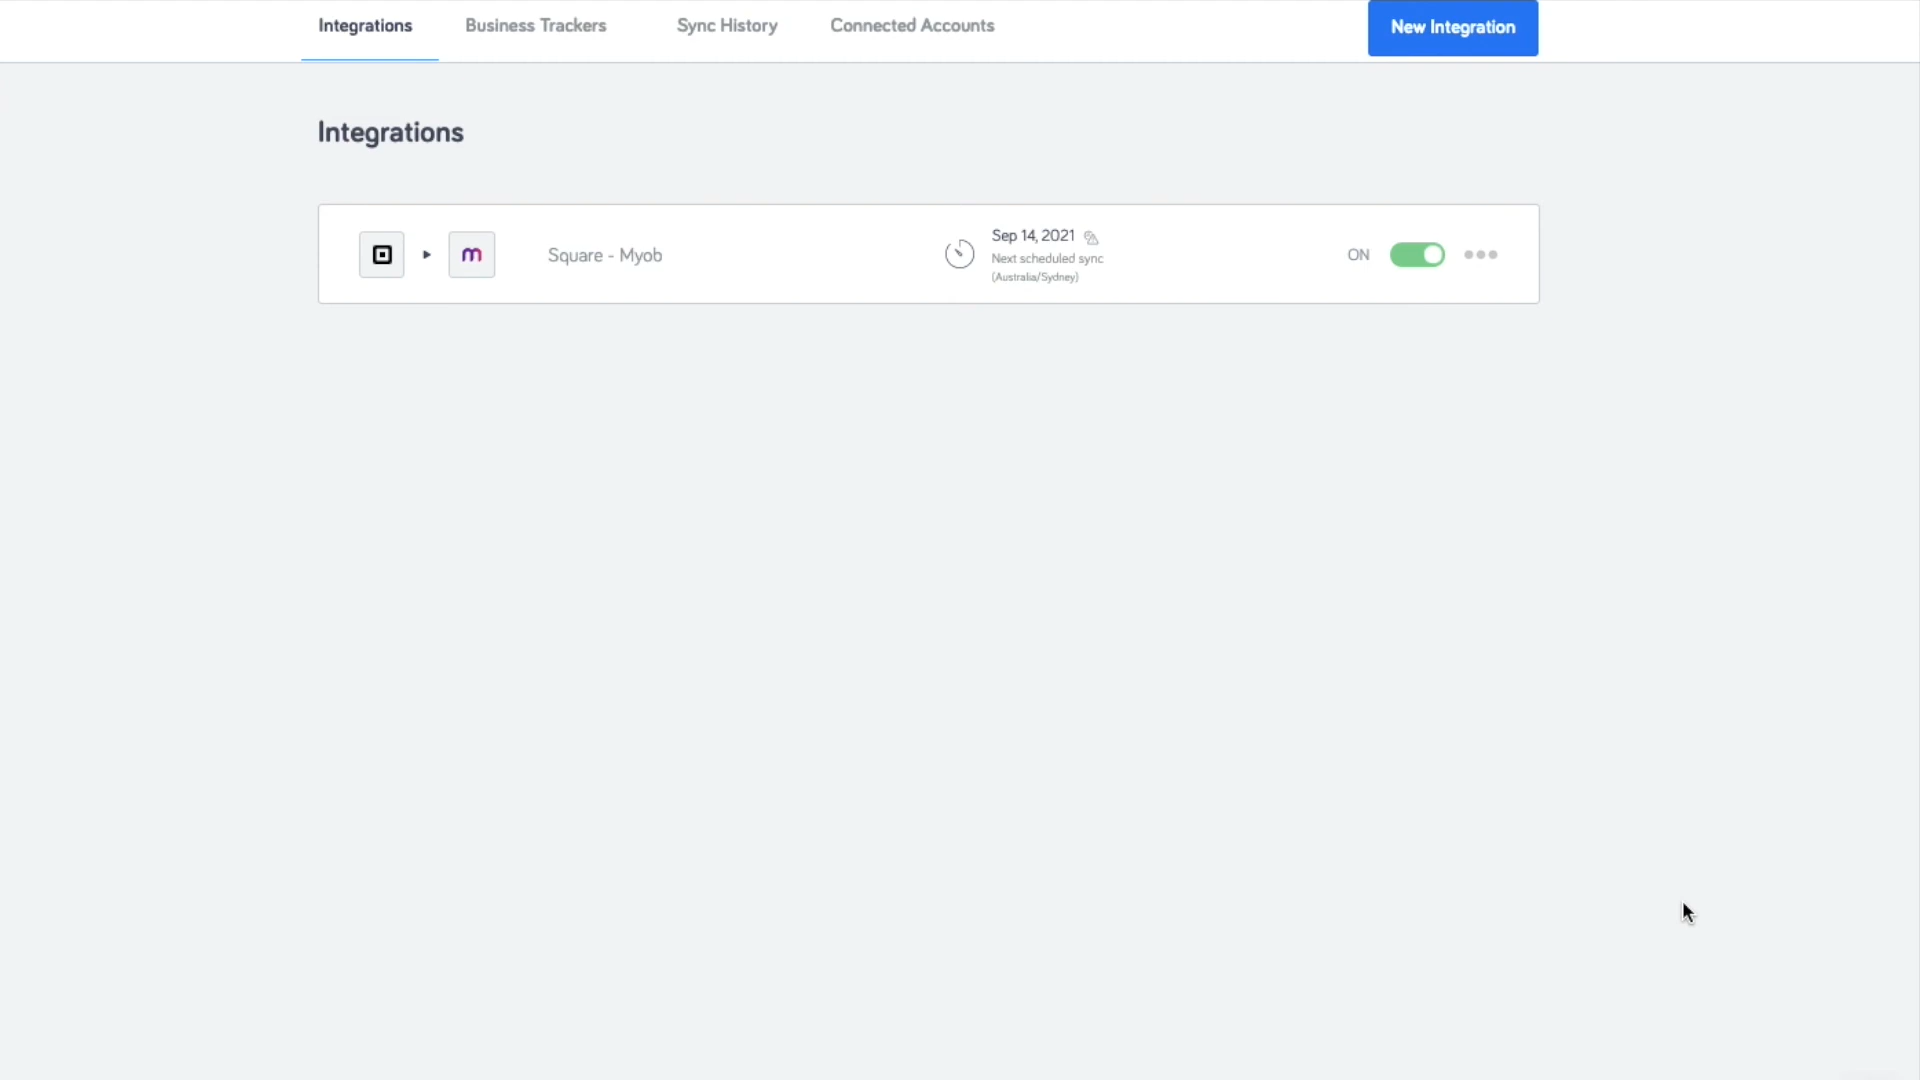 Integrations
Business Trackers
Sync History
Connected Accounts
New Integration
Integrations
m
Square - Myob
Sep 14, 2021
Next scheduled sync
(Australia/Sydney)
ON